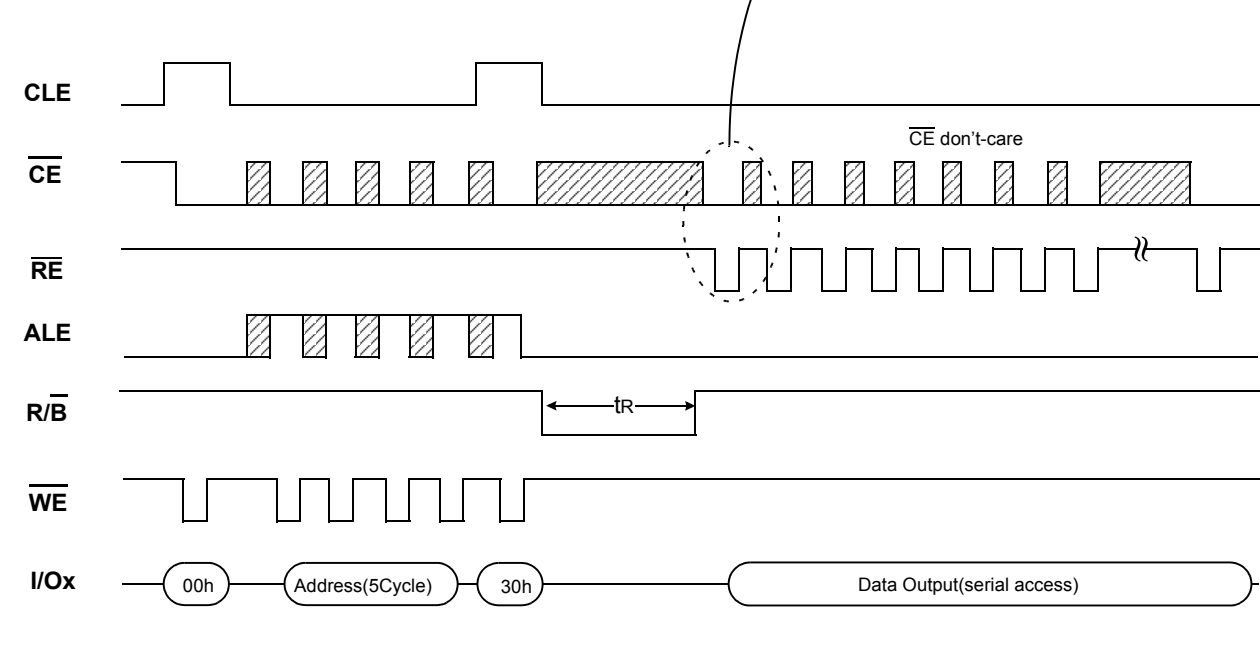 CLE
CE
CE don't-care
RE
ALE
R/B
tR
WE
I/Ox
00h
Address(5Cycle)
30h
Data Output(serial access)